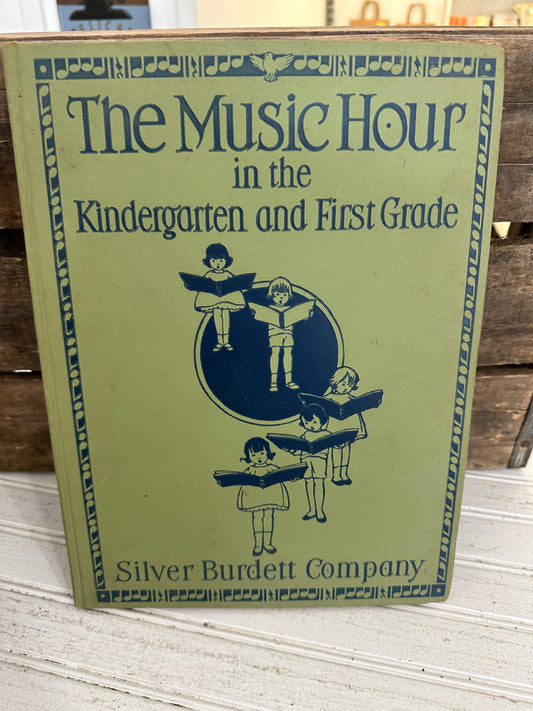 The Music Hour
in the
Kindergarten and First Grade
Silver Burdett Company